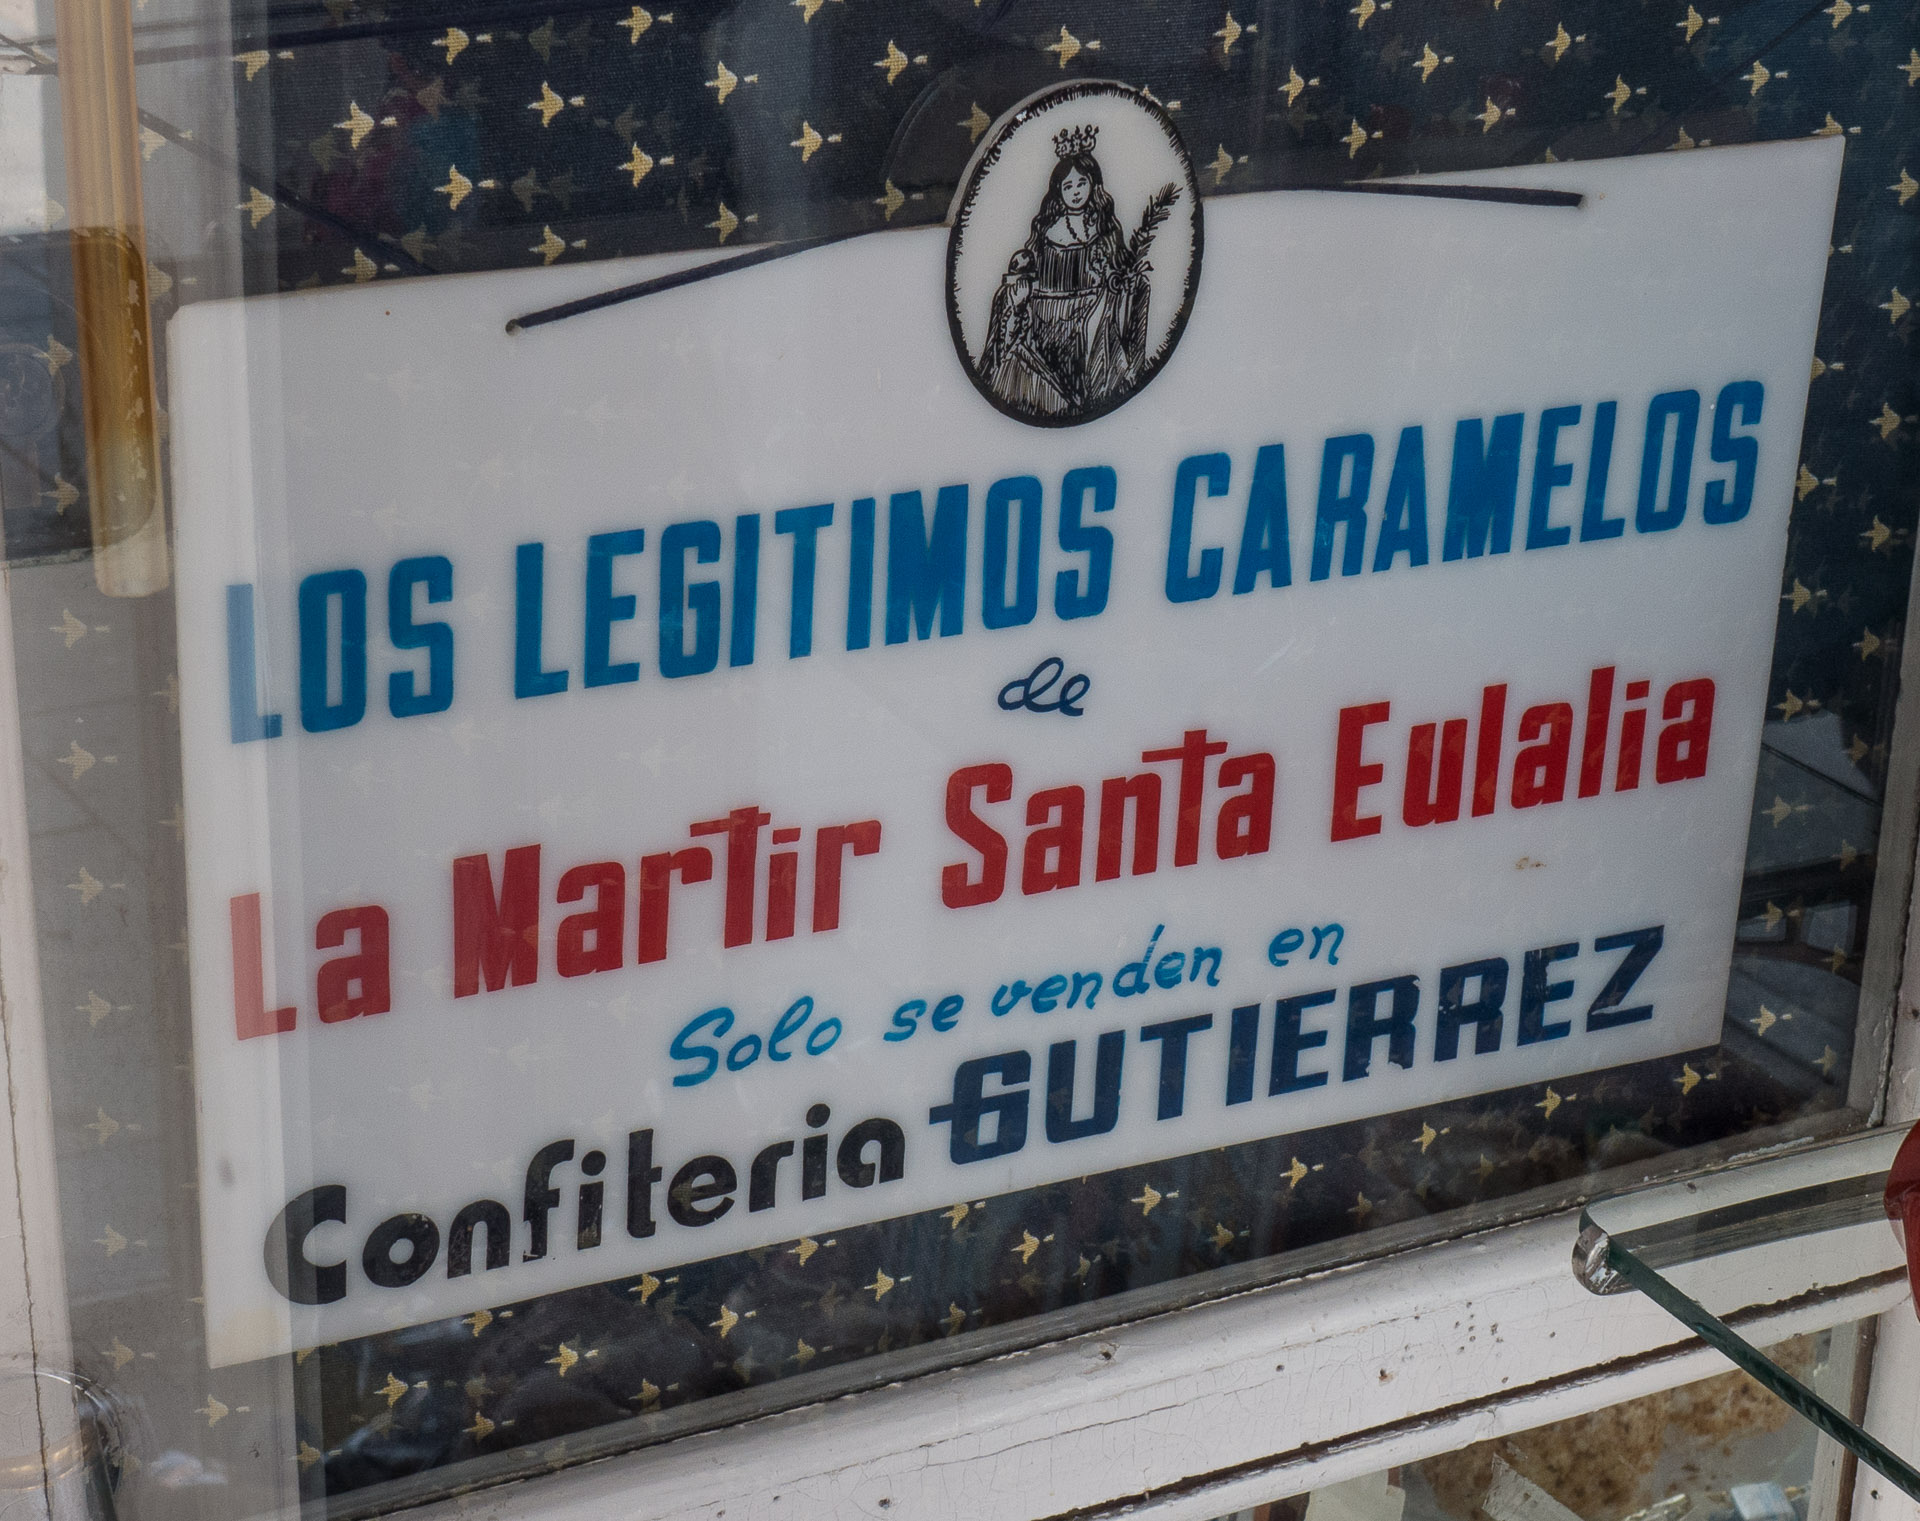 LOS LEGITIMOS CARAMELOS
de
La Martir Santa Eulalia
Solo se venden en
Confiteria GUTIERREZ